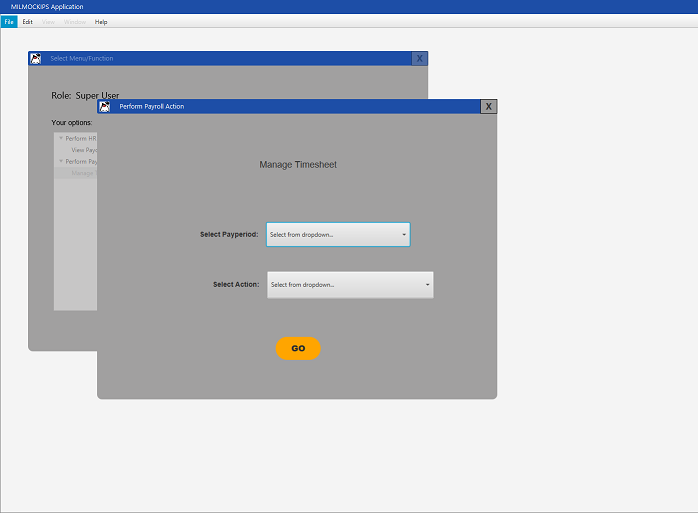 MILMOCKIPS Application
File Edit View Window Help
Select Menu/Function X
Role: Super User
Perform Payroll Action X
Your options:
Perform HR
View Payc
Perform Pay
Manage T
Manage Timesheet
Select Payperiod: Select from dropdown...
Select Action: Select from dropdown...
GO